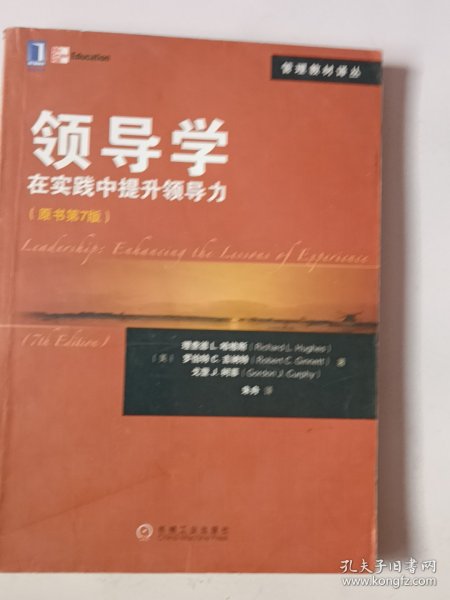 Education
管理教材译丛
领导学
在实践中提升领导力
（原书第7版）
Leadership: Enhancing the Lessons of Experience
(7th Edition)
理查德 L. 哈格斯 (Richard L. Hughes)
（美） 罗伯特 C. 吉纳特 (Robert C. Ginnett) 著
戈登 J. 柯菲 (Gordon J. Curphy)
朱舟 译
机械工业出版社
China Machine Press
孔夫子旧书网
www.kongfz.com